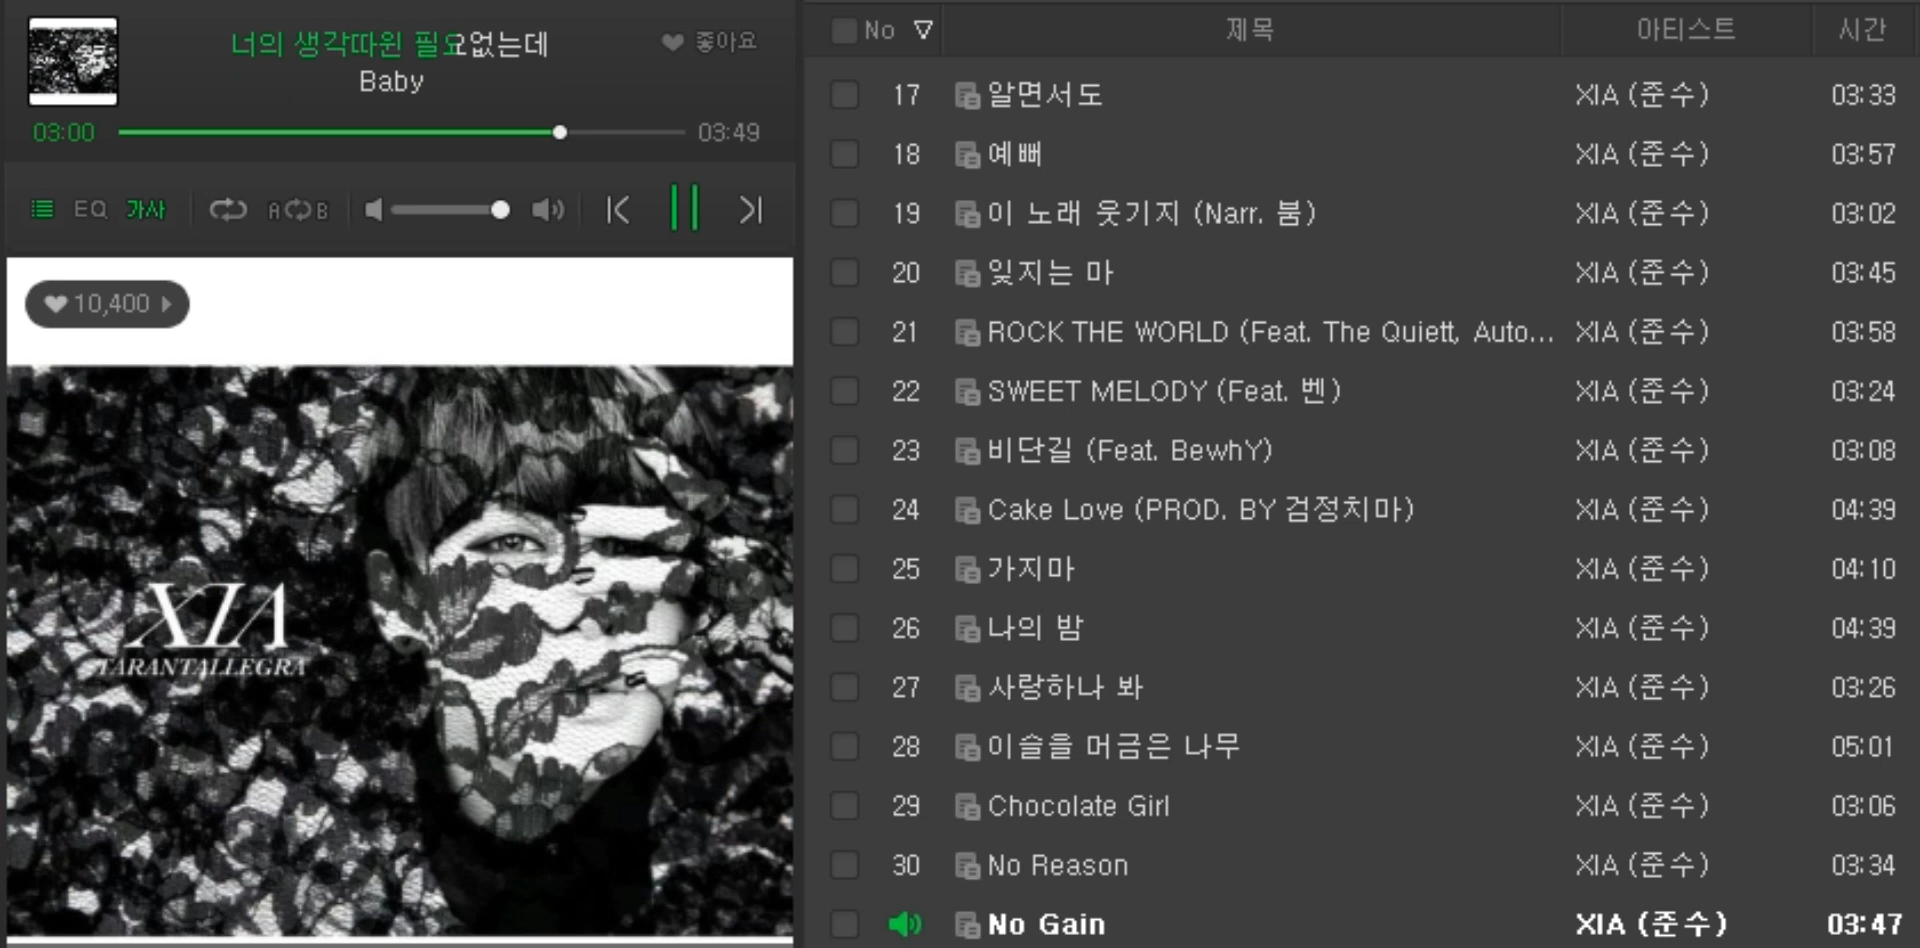 너의 생각따윈 필요없는데
좋아요
Baby
03:00
03:49
EQ 가사
A B
10,400
XIA
TARANTALLEGRA
No 제목 아티스트 시간
17 알면서도 XIA (준수) 03:33
18 예뻐 XIA (준수) 03:57
19 이 노래 웃기지 (Narr. 붐) XIA (준수) 03:02
20 잊지는 마 XIA (준수) 03:45
21 ROCK THE WORLD (Feat. The Quiett, Auto... XIA (준수) 03:58
22 SWEET MELODY (Feat. 벤) XIA (준수) 03:24
23 비단길 (Feat. BewhY) XIA (준수) 03:08
24 Cake Love (PROD. BY 검정치마) XIA (준수) 04:39
25 가지마 XIA (준수) 04:10
26 나의 밤 XIA (준수) 04:39
27 사랑하나 봐 XIA (준수) 03:26
28 이슬을 머금은 나무 XIA (준수) 05:01
29 Chocolate Girl XIA (준수) 03:06
30 No Reason XIA (준수) 03:34
No Gain XIA (준수) 03:47